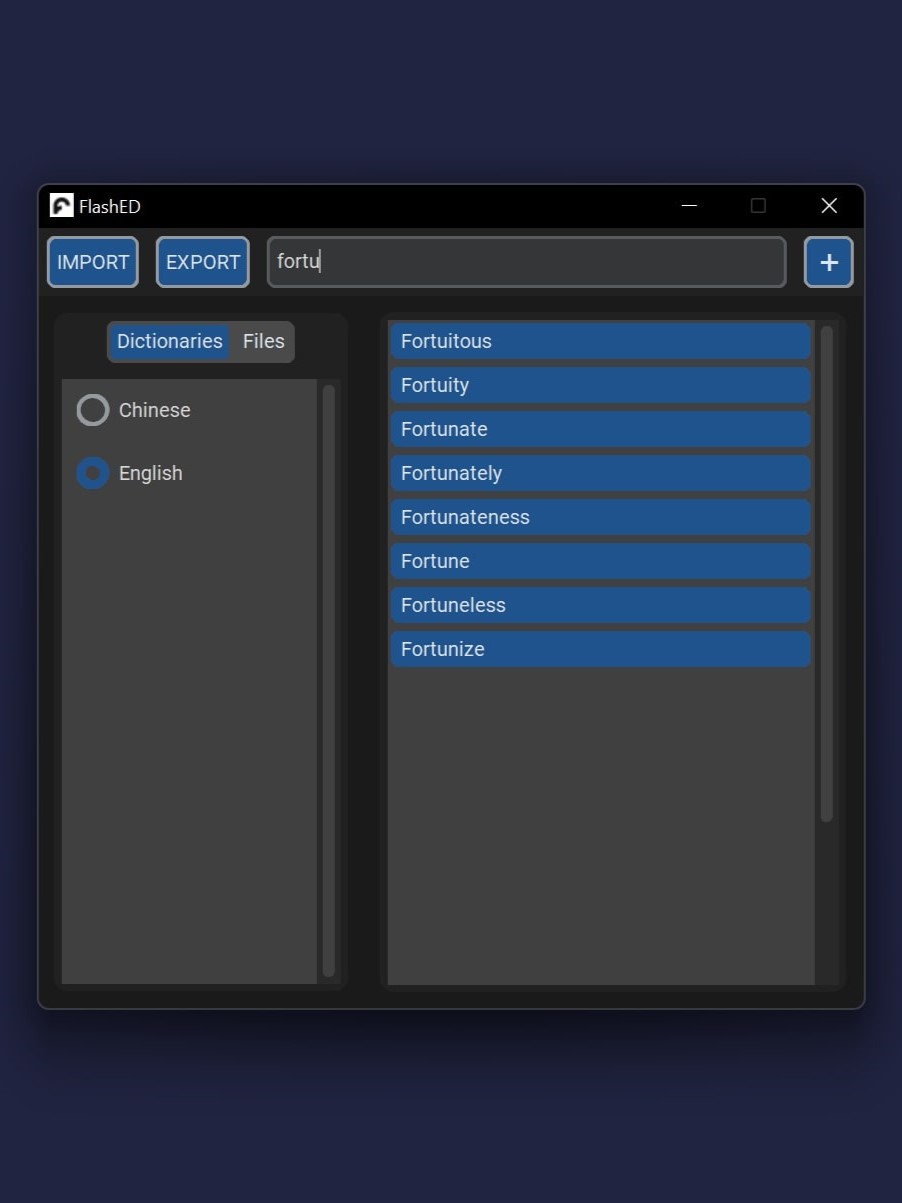 FlashED
IMPORT EXPORT fortu +
Dictionaries Files
Chinese
English
Fortuitous
Fortuity
Fortunate
Fortunately
Fortunateness
Fortune
Fortuneless
Fortunize